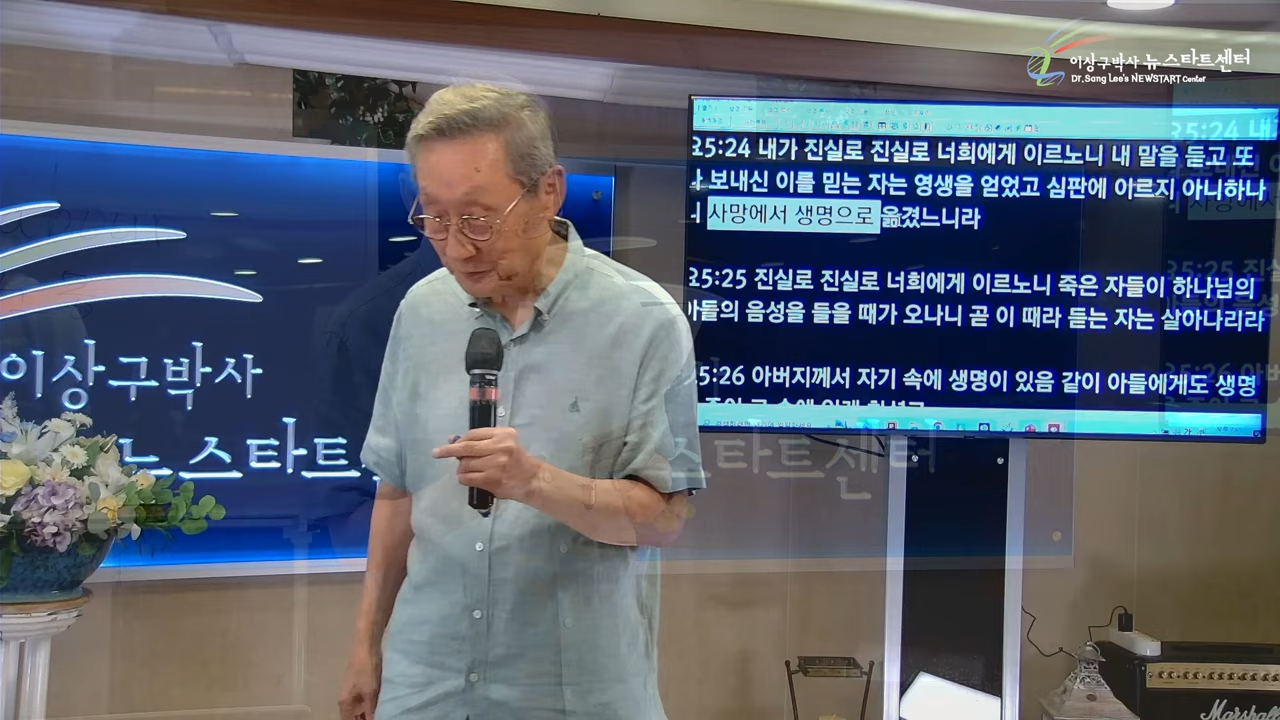 이상구박사 뉴스타트센터
Dr. Sang Lee's NEWSTART Center
5:24 내가 진실로 진실로 너희에게 이르노니 내 말을 듣고 또
보내신 이를 믿는 자는 영생을 얻었고 심판에 이르지 아니하나
사망에서 생명으로 옮겼느니라
5:25 진실로 진실로 너희에게 이르노니 죽은 자들이 하나님의
아들의 음성을 들을 때가 오나니 곧 이 때라 듣는 자는 살아나리라
5:26 아버지께서 자기 속에 생명이 있음 같이 아들에게도 생명
이상구박사
뉴스타트
스타트센터
Marshall